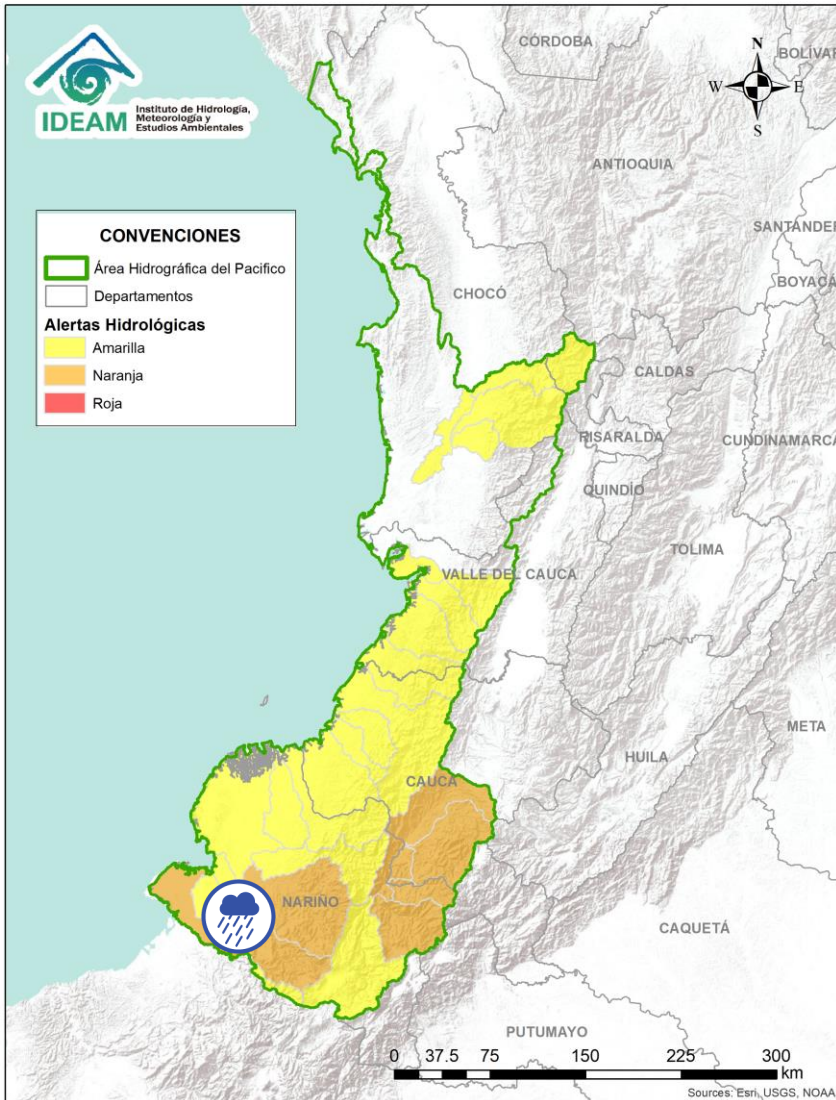 IDEAM
Instituto de Hidrología,
Meteorología y
Estudios Ambientales
CÓRDOBA
BOLÍVAR
N
W E
S
ANTIOQUIA
SANTANDER
BOYACÁ
CONVENCIONES
Área Hidrográfica del Pacifico
Departamentos
Alertas Hidrológicas
Amarilla
Naranja
Roja
CHOCÓ
CALDAS
RISARALDA
CUNDINAMARCA
QUINDÍO
TOLIMA
VALLE DEL CAUCA
META
HUILA
CAUCA
NARIÑO
CAQUETÁ
PUTUMAYO
0 37.5 75 150 225 300
km
Sources: Esri, USGS, NOAA